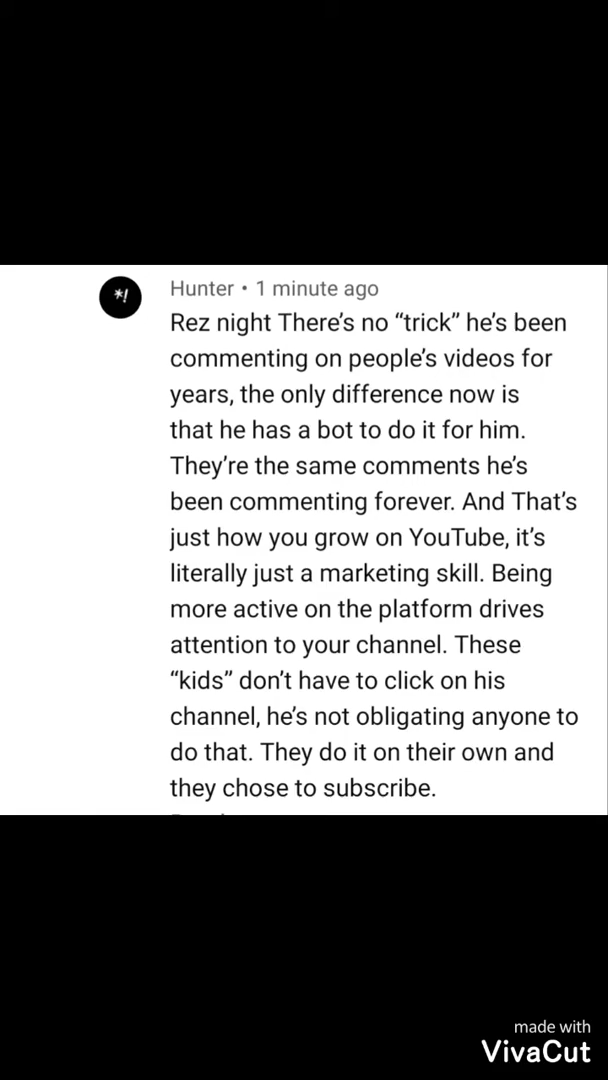 *!
Hunter • 1 minute ago
Rez night There’s no “trick” he’s been
commenting on people’s videos for
years, the only difference now is
that he has a bot to do it for him.
They’re the same comments he’s
been commenting forever. And That’s
just how you grow on YouTube, it’s
literally just a marketing skill. Being
more active on the platform drives
attention to your channel. These
“kids” don’t have to click on his
channel, he’s not obligating anyone to
do that. They do it on their own and
they chose to subscribe.
made with
VivaCut